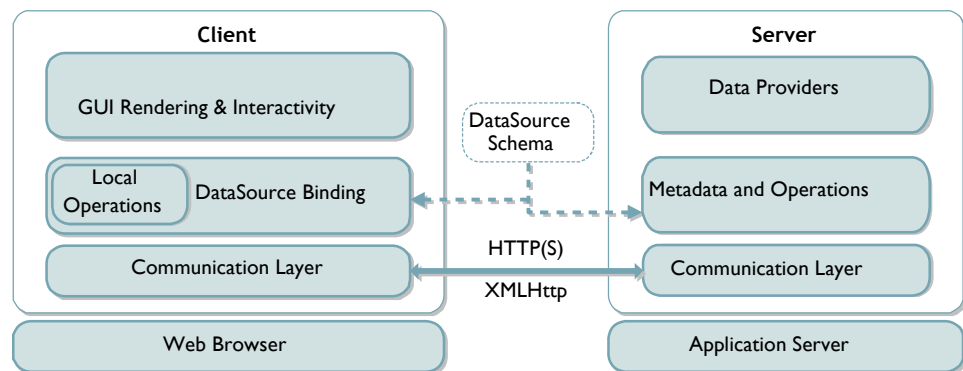 Client
GUI Rendering & Interactivity
Local
Operations
DataSource Binding
Communication Layer
Web Browser
DataSource
Schema
HTTP(S)
XMLHttp
Server
Data Providers
Metadata and Operations
Communication Layer
Application Server